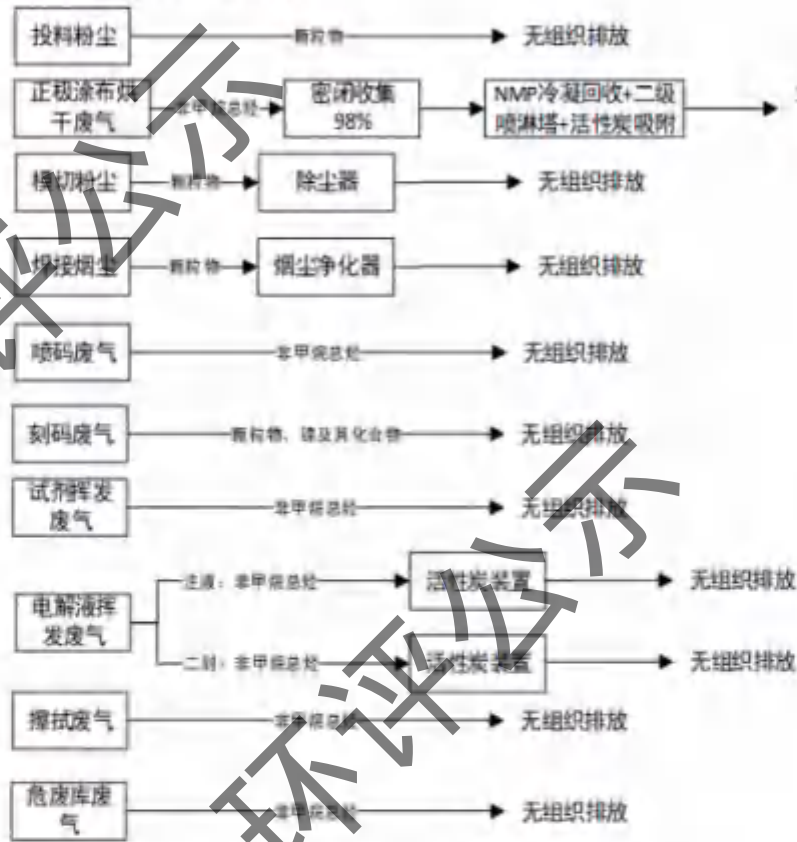 投料粉尘 颗粒物 无组织排放
正极涂布烘
干废气
非甲烷总烃
密闭收集
98%
NMP冷凝回收+二级
喷淋塔+活性炭吸附
模切粉尘 颗粒物 除尘器 无组织排放
焊接烟尘 颗粒物 烟尘净化器 无组织排放
喷码废气 非甲烷总烃 无组织排放
刻码废气 颗粒物、镍及其化合物 无组织排放
试剂挥发
废气
非甲烷总烃 无组织排放
电解液挥
发废气
注液：非甲烷总烃 活性炭装置 无组织排放
二封：非甲烷总烃 活性炭装置 无组织排放
擦拭废气 非甲烷总烃 无组织排放
危废库废
气
非甲烷总烃 无组织排放
评公示
环评公示